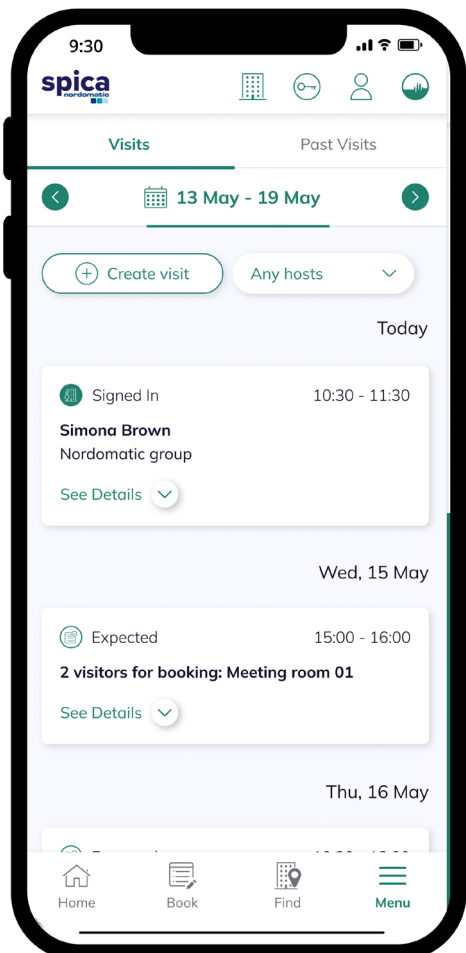 9:30
spica
nordomatic
Visits
Past Visits
13 May - 19 May
Create visit
Any hosts
Today
Signed In
10:30 - 11:30
Simona Brown
Nordomatic group
See Details
Wed, 15 May
Expected
15:00 - 16:00
2 visitors for booking: Meeting room 01
See Details
Thu, 16 May
Home
Book
Find
Menu